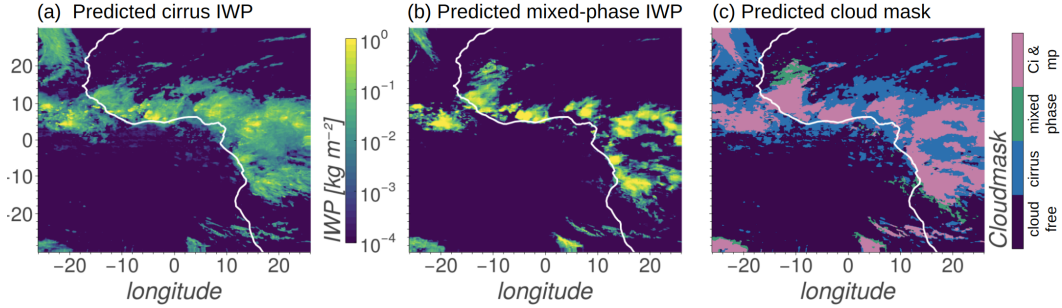 (a) Predicted cirrus IWP
(b) Predicted mixed-phase IWP
(c) Predicted cloud mask
20
10
0
-10
-20
−20
−10
0
10
20
longitude
IWP [kg m−2]
10^0
10^−1
10^−2
10^−3
10^−4
−20
−10
0
10
20
longitude
−20
−10
0
10
20
longitude
Cloudmask
Ci &
mp
mixed
phase
cirrus
cloud
free